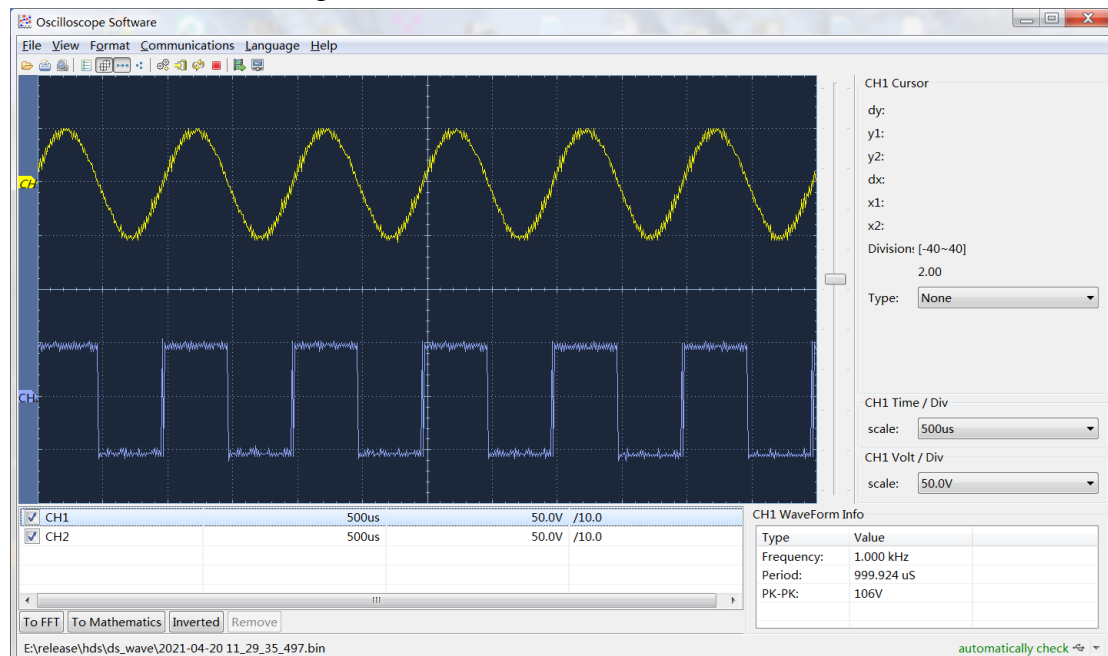 Oscilloscope Software
File View Format Communications Language Help
CH1 Cursor
dy:
y1:
y2:
dx:
x1:
x2:
Division: [-40~40]
2.00
Type: None
CH
CH
CH1 Time / Div
scale: 500us
CH1 Volt / Div
scale: 50.0V
CH1 500us 50.0V /10.0
CH2 500us 50.0V /10.0
CH1 WaveForm Info
Type Value
Frequency: 1.000 kHz
Period: 999.924 uS
PK-PK: 106V
To FFT To Mathematics Inverted Remove
E:\release\hds\ds_wave\2021-04-20 11_29_35_497.bin
automatically check